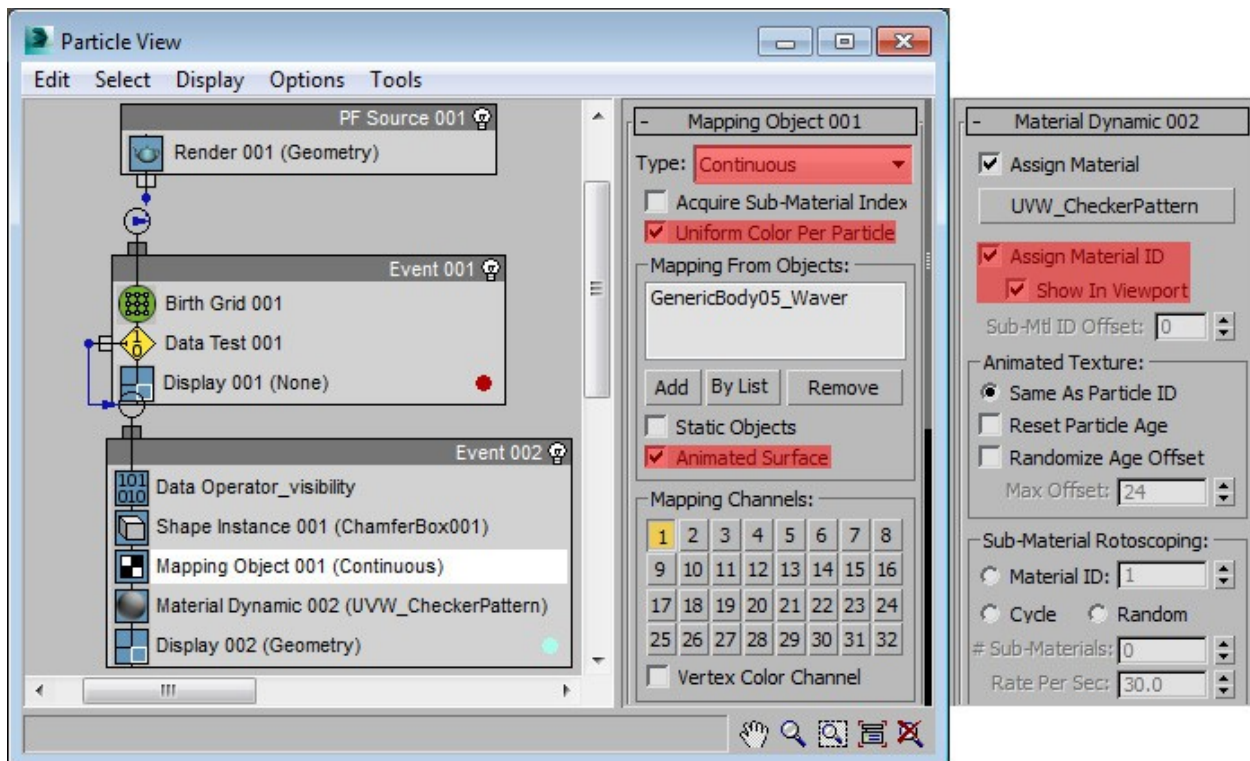 Particle View
Edit Select Display Options Tools
PF Source 001
Render 001 (Geometry)
Event 001
Birth Grid 001
Data Test 001
Display 001 (None)
Event 002
Data Operator_visibility
Shape Instance 001 (ChamferBox001)
Mapping Object 001 (Continuous)
Material Dynamic 002 (UVW_CheckerPattern)
Display 002 (Geometry)
- Mapping Object 001
Type: Continuous
Acquire Sub-Material Index
Uniform Color Per Particle
Mapping From Objects:
GenericBody05_Waver
Add By List Remove
Static Objects
Animated Surface
Mapping Channels:
1 2 3 4 5 6 7 8
9 10 11 12 13 14 15 16
17 18 19 20 21 22 23 24
25 26 27 28 29 30 31 32
Vertex Color Channel
- Material Dynamic 002
Assign Material
UVW_CheckerPattern
Assign Material ID
Show In Viewport
Sub-Mtl ID Offset: 0
Animated Texture:
Same As Particle ID
Reset Particle Age
Randomize Age Offset
Max Offset: 24
Sub-Material Rotoscoping:
Material ID: 1
Cycle Random
# Sub-Materials: 0
Rate Per Sec: 30.0